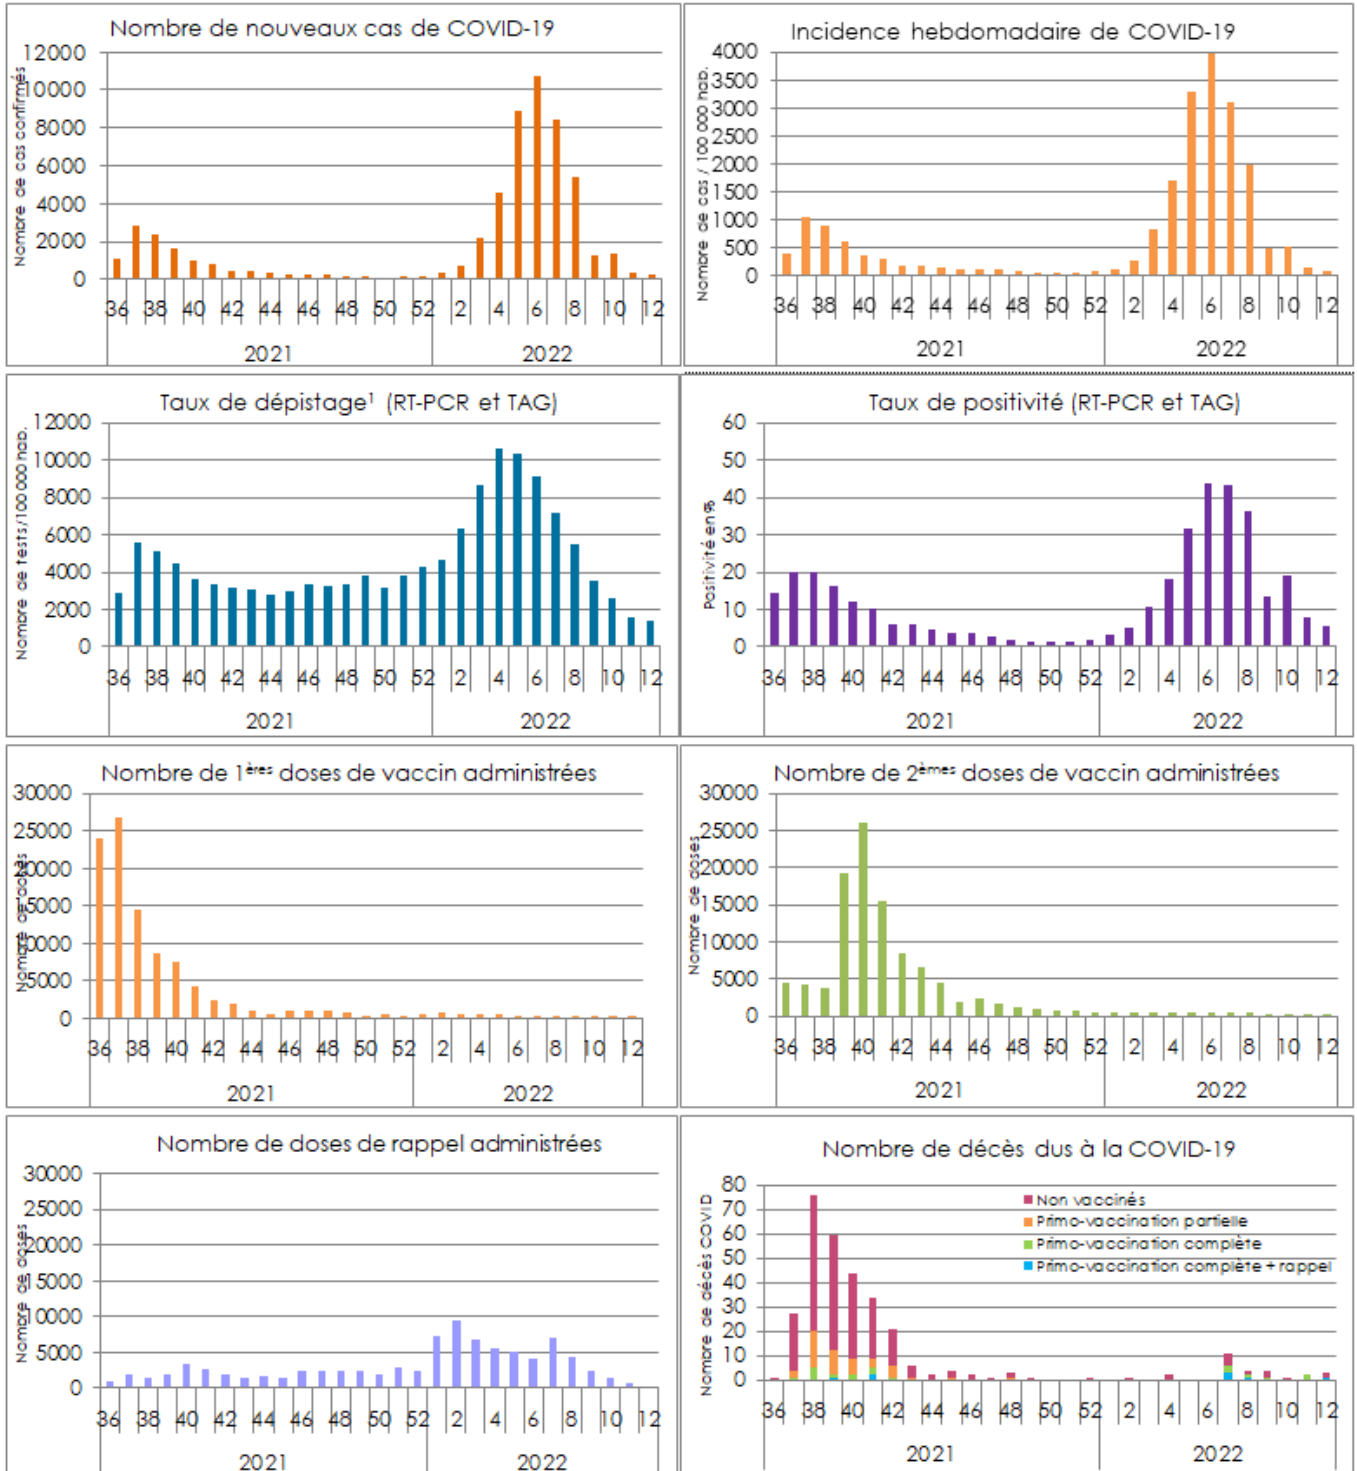 Nombre de nouveaux cas de COVID-19
Nombre de cas confirmés
12000
10000
8000
6000
4000
2000
0
36 38 40 42 44 46 48 50 52 2 4 6 8 10 12
2021 2022
Incidence hebdomadaire de COVID-19
Nombre de cas / 100 000 hab.
4000
3500
3000
2500
2000
1500
1000
500
0
36 38 40 42 44 46 48 50 52 2 4 6 8 10 12
2021 2022
Taux de dépistage¹ (RT-PCR et TAG)
Nombre de tests/100 000 hab.
12000
10000
8000
6000
4000
2000
0
36 38 40 42 44 46 48 50 52 2 4 6 8 10 12
2021 2022
Taux de positivité (RT-PCR et TAG)
Positivité en %
60
50
40
30
20
10
0
36 38 40 42 44 46 48 50 52 2 4 6 8 10 12
2021 2022
Nombre de 1ères doses de vaccin administrées
Nombre de doses
30000
25000
20000
15000
10000
5000
0
36 38 40 42 44 46 48 50 52 2 4 6 8 10 12
2021 2022
Nombre de 2èmes doses de vaccin administrées
Nombre de doses
30000
25000
20000
15000
10000
5000
0
36 38 40 42 44 46 48 50 52 2 4 6 8 10 12
2021 2022
Nombre de doses de rappel administrées
Nombre de doses
30000
25000
20000
15000
10000
5000
0
36 38 40 42 44 46 48 50 52 2 4 6 8 10 12
2021 2022
Nombre de décès dus à la COVID-19
Nombre de décès COVID
80
70
60
50
40
30
20
10
0
Non vaccinés
Primo-vaccination partielle
Primo-vaccination complète
Primo-vaccination complète + rappel
36 38 40 42 44 46 48 50 52 2 4 6 8 10 12
2021 2022